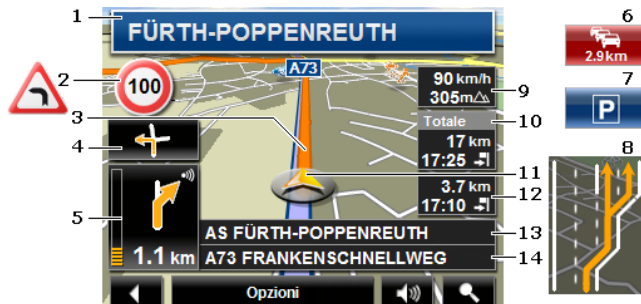 1
FÜRTH-POPPENREUTH
6
2.9 km
2
100
A73
90 km/h
305m
9
7
P
3
Totale
10
17 km
17:25
4
8
11
3.7 km
17:10
12
5
1.1 km
AS FÜRTH-POPPENREUTH
13
A73 FRANKENSCHNELLWEG
14
Opzioni